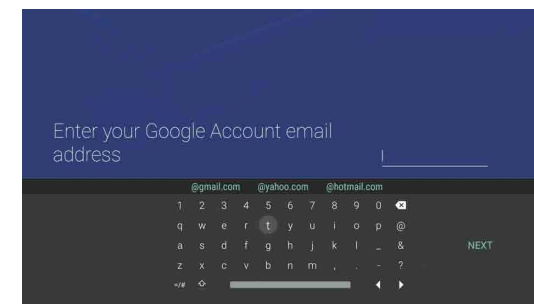 Enter your Google Account email
address
@gmail.com @yahoo.com @hotmail.com
1 2 3 4 5 6 7 8 9 0
q w e r t y u i o p @
a s d f g h j k l _ & NEXT
z x c v b n m , . - ?
~/#